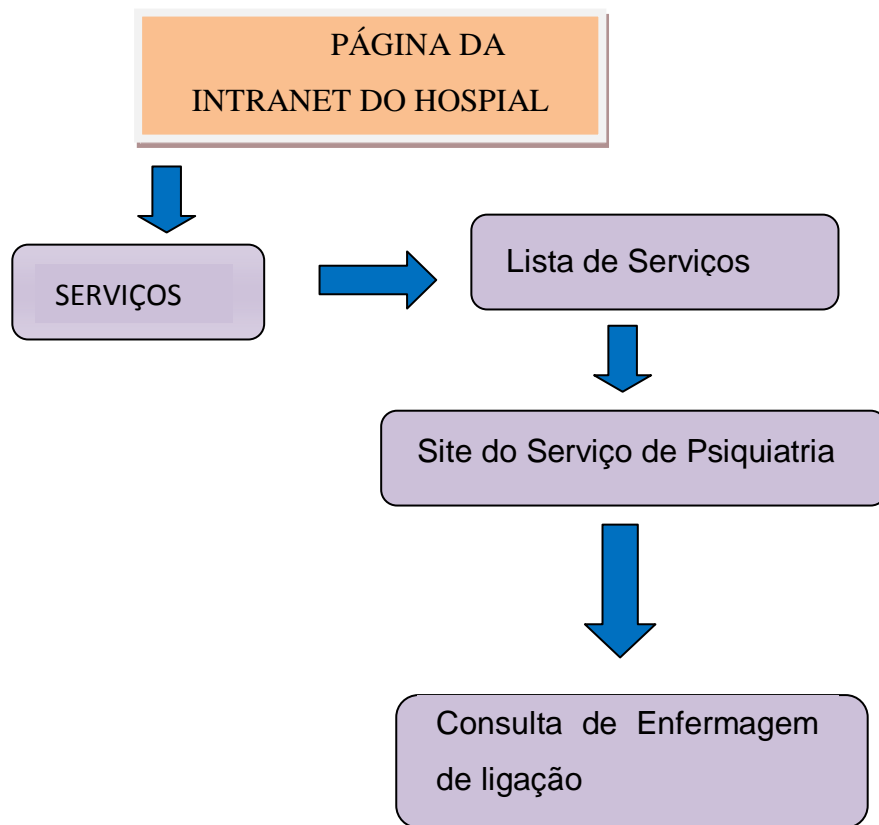 PÁGINA DA
INTRANET DO HOSPIAL
SERVIÇOS
Lista de Serviços
Site do Serviço de Psiquiatria
Consulta de Enfermagem
de ligação